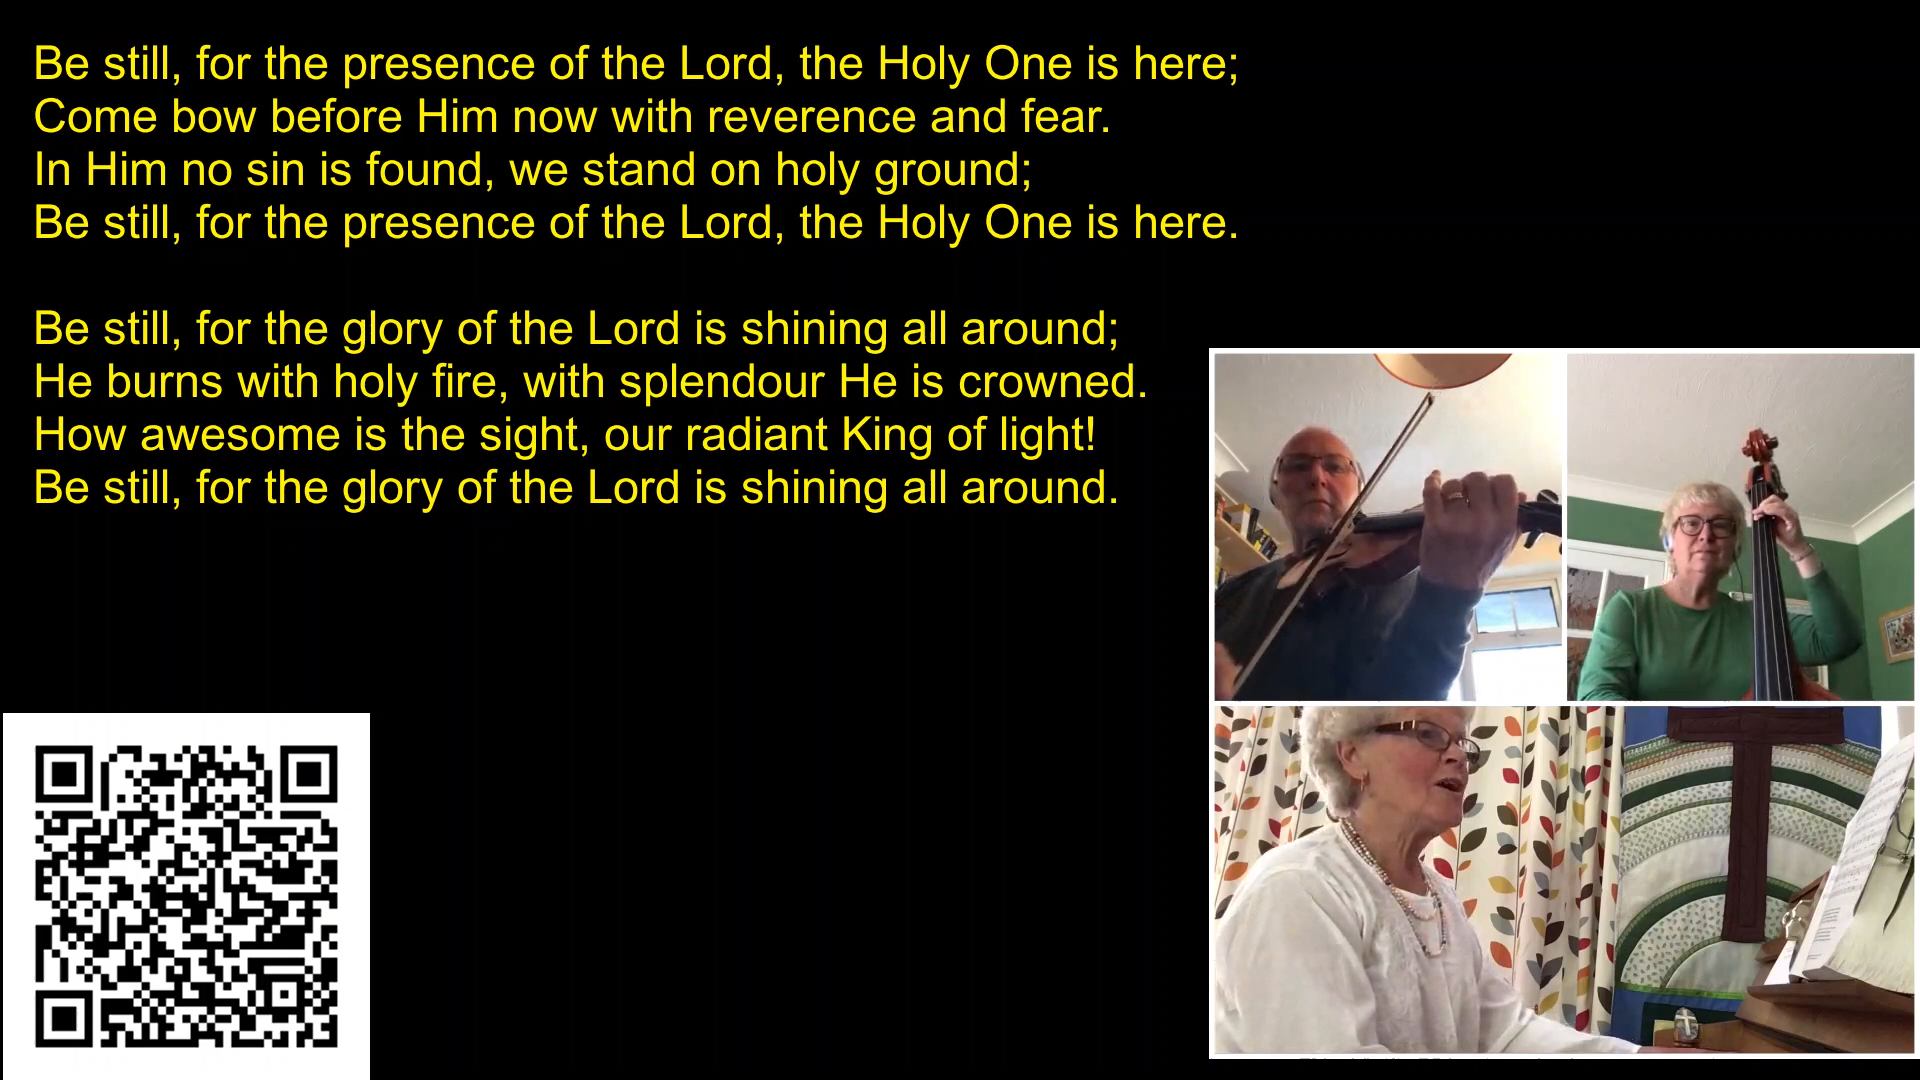 Be still, for the presence of the Lord, the Holy One is here;
Come bow before Him now with reverence and fear.
In Him no sin is found, we stand on holy ground;
Be still, for the presence of the Lord, the Holy One is here.
Be still, for the glory of the Lord is shining all around;
He burns with holy fire, with splendour He is crowned.
How awesome is the sight, our radiant King of light!
Be still, for the glory of the Lord is shining all around.